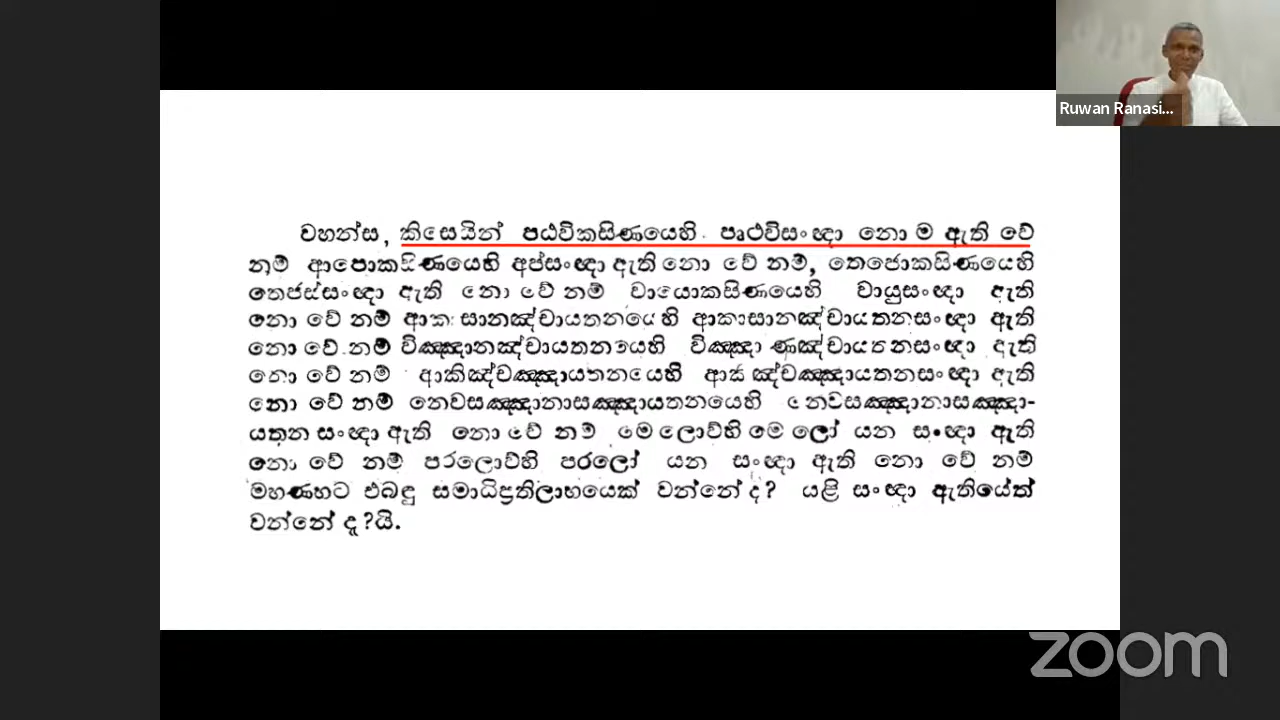 Ruwan Ranasi...
වහන්ස, කිසෙයින් පඨවිකසිණයෙහි පෘථවිසංඥා නො ම ඇති වේ
නම් ආපොකසිණයෙහි අප්සංඥා ඇති නො වේ නම්, තෙජොකසිණයෙහි
තෙජස්සංඥා ඇති නො වේ නම් වායොකසිණයෙහි වායුසංඥා ඇති
නො වේ නම් ආකාසානඤ්චායතනයෙහි ආකාසානඤ්චායතනසංඥා ඇති
නො වේ නම් විඤ්ඤානඤ්චායතනයෙහි විඤ්ඤාණඤ්චායතනසංඥා ඇති
නො වේ නම් ආකිඤ්චඤ්ඤායතනයෙහි ආකිඤ්චඤ්ඤායතනසංඥා ඇති
නො වේ නම් නෙවසඤ්ඤානාසඤ්ඤායතනයෙහි නෙවසඤ්ඤානාසඤ්ඤා-
යතන සංඥා ඇති නො වේ නම් මෙ ලොව්හි මෙ ලෝ යන සංඥා ඇති
නො වේ නම් පරලොව්හි පරලෝ යන සංඥා ඇති නො වේ නම්
මහණහට එබඳු සමාධිප්‍රතිලාභයෙක් වන්නේ ද? යළි සංඥා ඇතියේත්
වන්නේ දැ?යි.
zoom